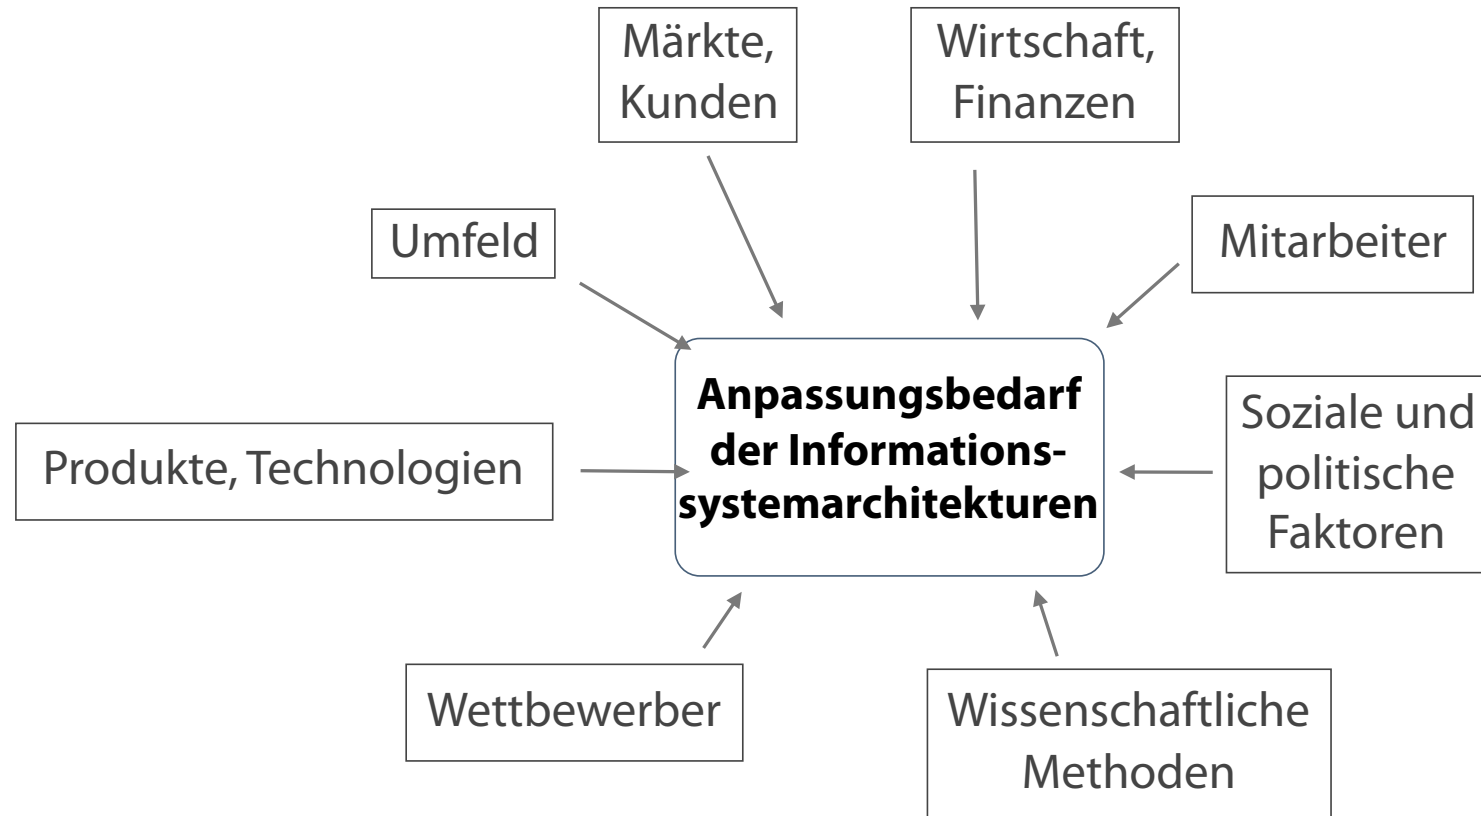 Märkte,
Kunden
Wirtschaft,
Finanzen
Umfeld
Mitarbeiter
Anpassungsbedarf
der Informations-
systemarchitekturen
Produkte, Technologien
Soziale und
politische
Faktoren
Wettbewerber
Wissenschaftliche
Methoden